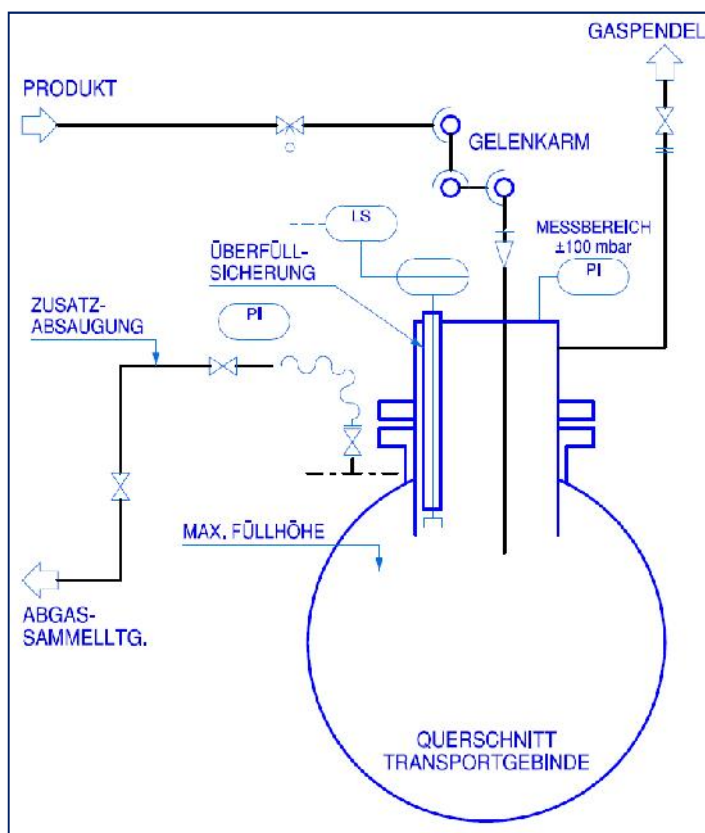 GASPENDEL
PRODUKT
GELENKARM
LS
MESSBEREICH
±100 mbar
PI
ÜBERFÜLL-
SICHERUNG
ZUSATZ-
ABSAUGUNG
PI
MAX. FÜLLHÖHE
ABGAS-
SAMMELLTG.
QUERSCHNITT
TRANSPORTGEBINDE